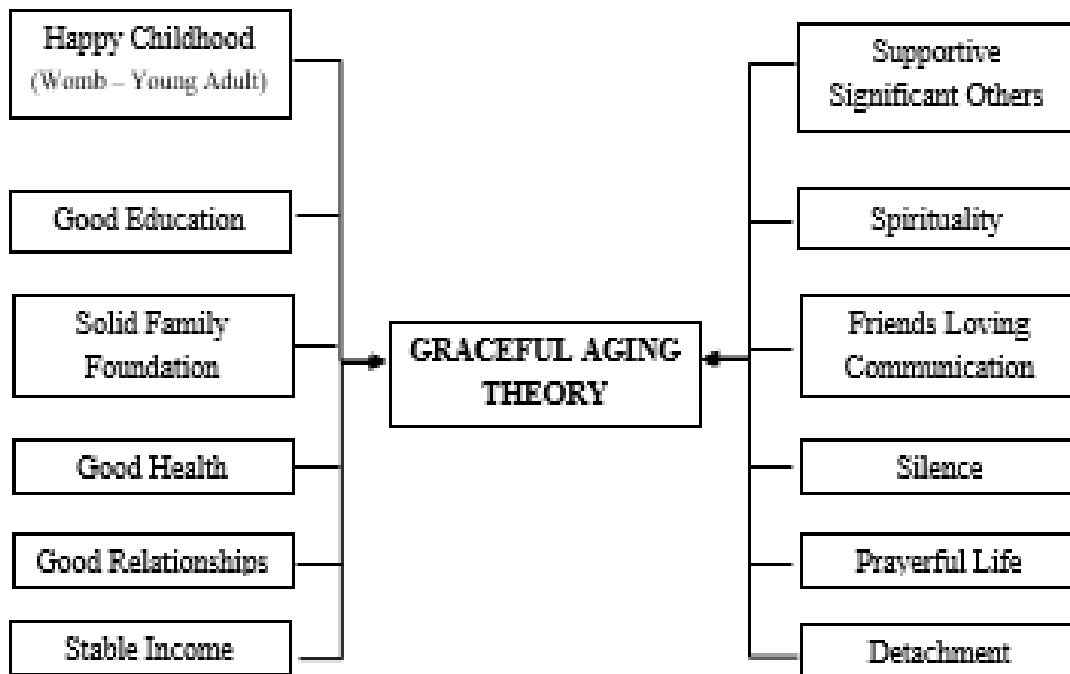 Happy Childhood
(Womb – Young Adult)
Good Education
Solid Family
Foundation
Good Health
Good Relationships
Stable Income
GRACEFUL AGING
THEORY
Supportive
Significant Others
Spirituality
Friends Loving
Communication
Silence
Prayerful Life
Detachment